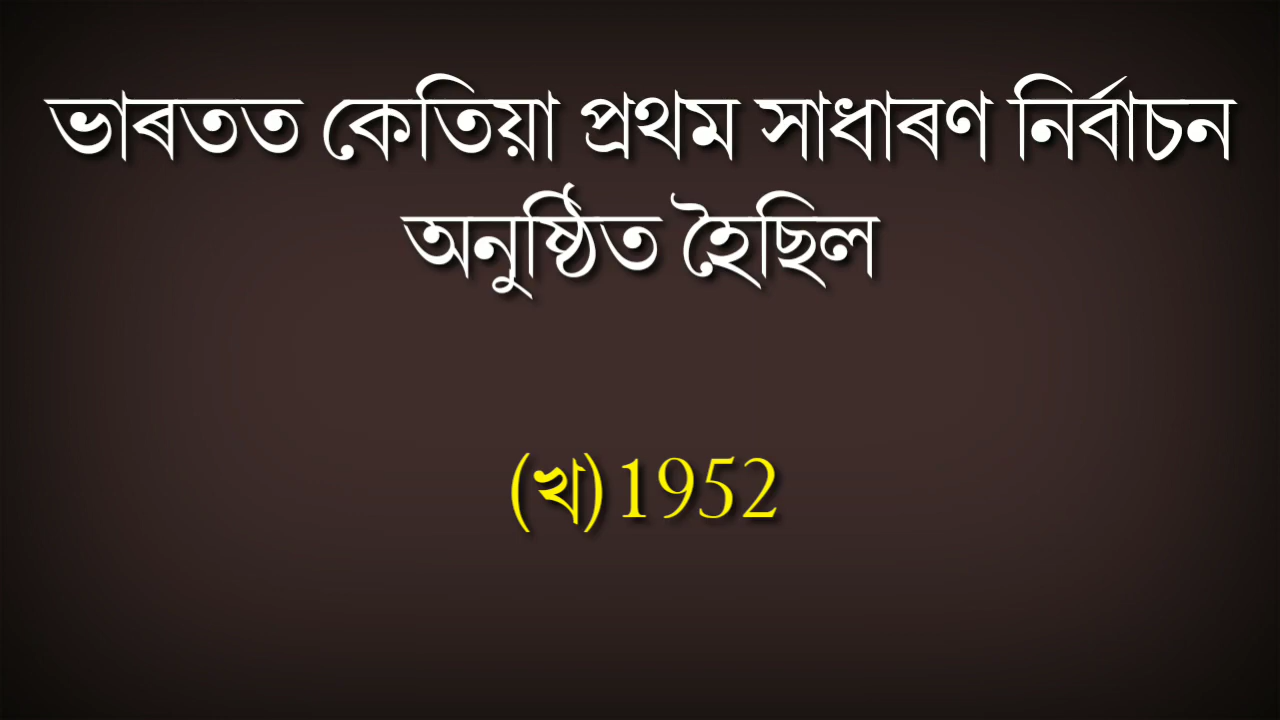 ভাৰতত কেতিয়া প্ৰথম সাধাৰণ নিৰ্বাচন
অনুষ্ঠিত হৈছিল
(খ)1952